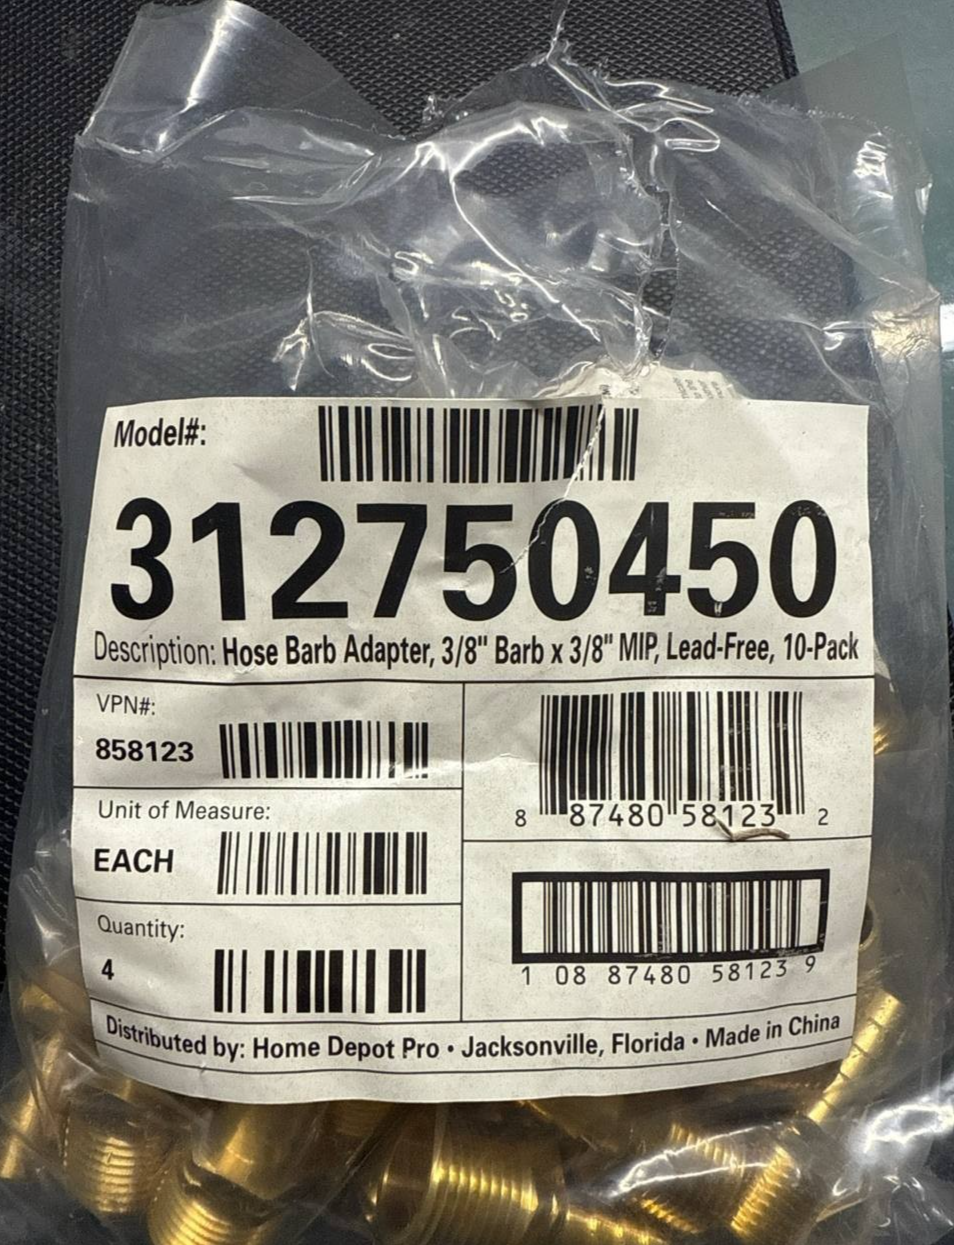 Model#:
312750450
Description: Hose Barb Adapter, 3/8" Barb x 3/8" MIP, Lead-Free, 10-Pack
VPN#:
858123
8 87480 58123 2
Unit of Measure:
EACH
Quantity:
4
1 08 87480 58123 9
Distributed by: Home Depot Pro • Jacksonville, Florida • Made in China